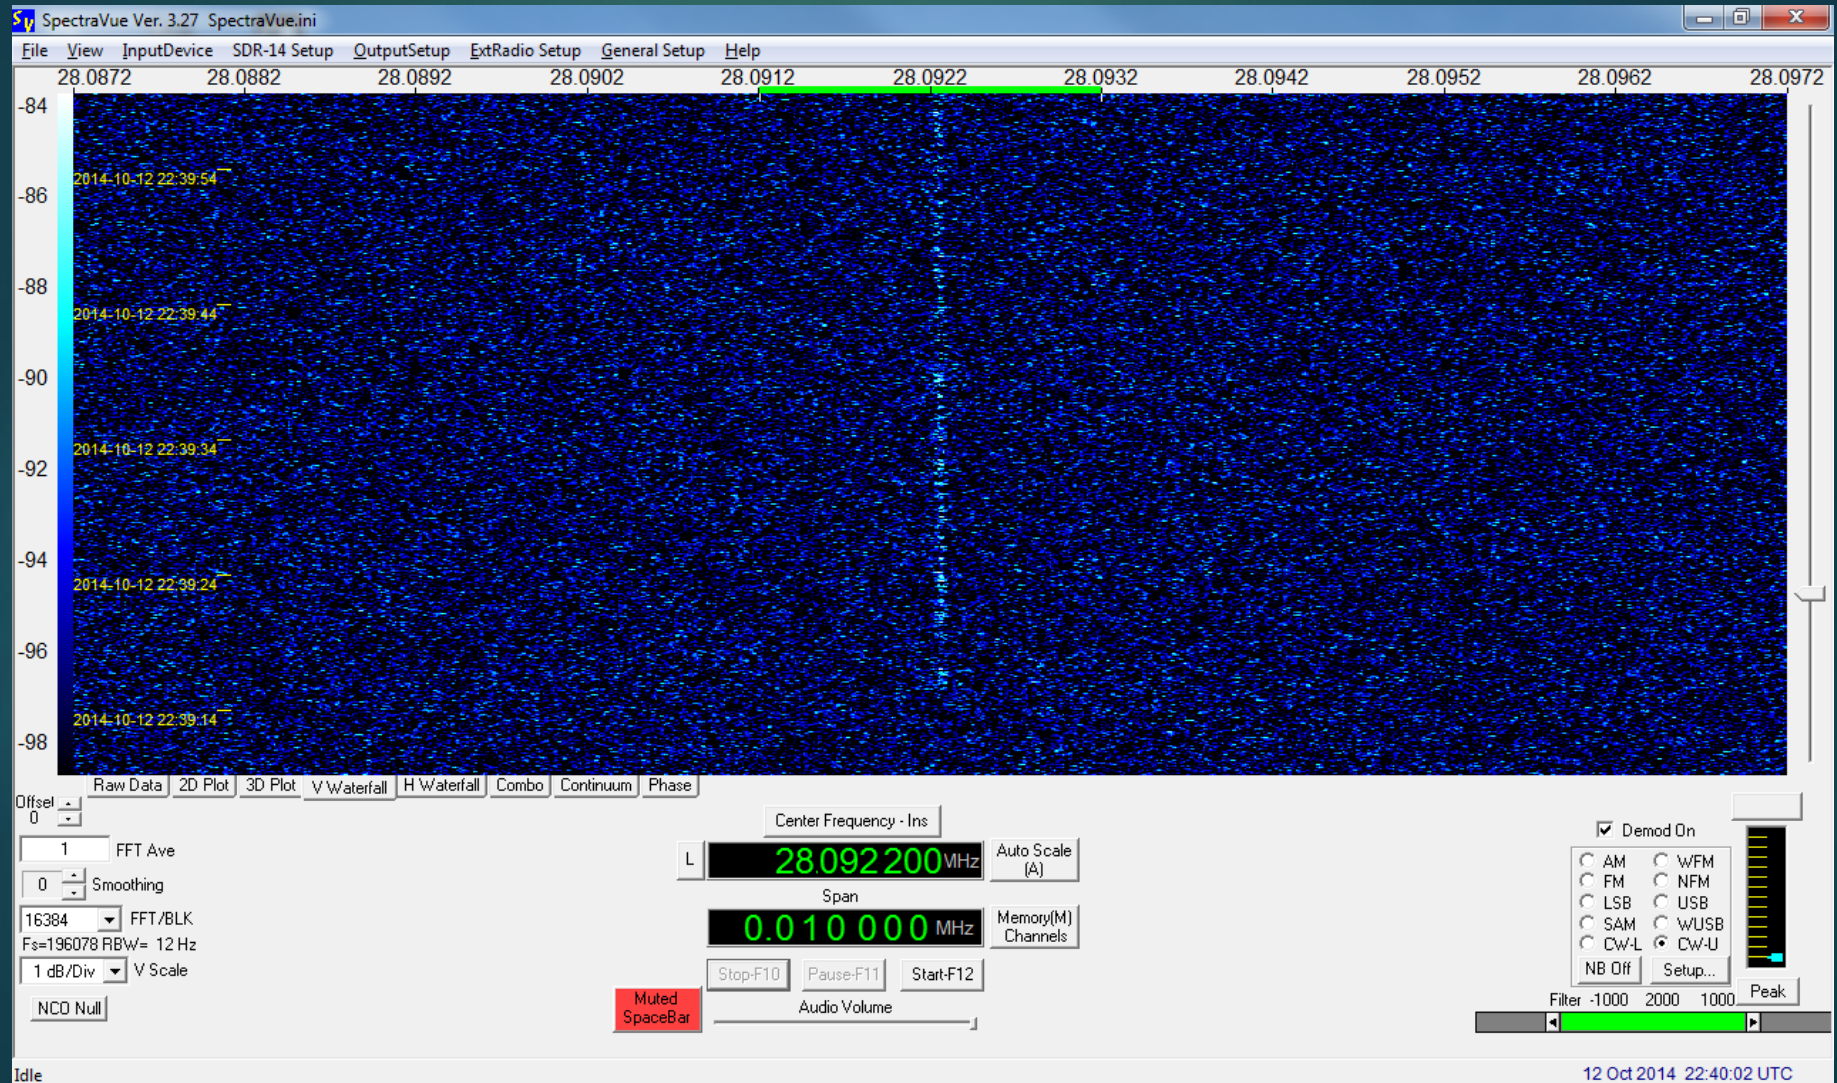 SpectraVue Ver. 3.27 SpectraVue.ini
File View InputDevice SDR-14 Setup OutputSetup ExtRadio Setup General Setup Help
28.0872 28.0882 28.0892 28.0902 28.0912 28.0922 28.0932 28.0942 28.0952 28.0962 28.0972
-84
2014-10-12 22:39:54
-86
-88
2014-10-12 22:39:44
-90
2014-10-12 22:39:34
-92
-94
2014-10-12 22:39:24
-96
2014-10-12 22:39:14
-98
Raw Data 2D Plot 3D Plot V Waterfall H Waterfall Combo Continuum Phase
Offset
0
1 FFT Ave
0 Smoothing
16384 FFT/BLK
Fs=196078 RBW= 12 Hz
1 dB/Div V Scale
NCO Null
Center Frequency - Ins
L 28.092 200 MHz Auto Scale (A)
Span
0.010 000 MHz Memory(M) Channels
Stop-F10 Pause-F11 Start-F12
Muted SpaceBar
Audio Volume
Demod On
AM WFM
FM NFM
LSB USB
SAM WUSB
CW-L CW-U
NB Off Setup...
Peak
Filter -1000 2000 1000
Idle
12 Oct 2014 22:40:02 UTC